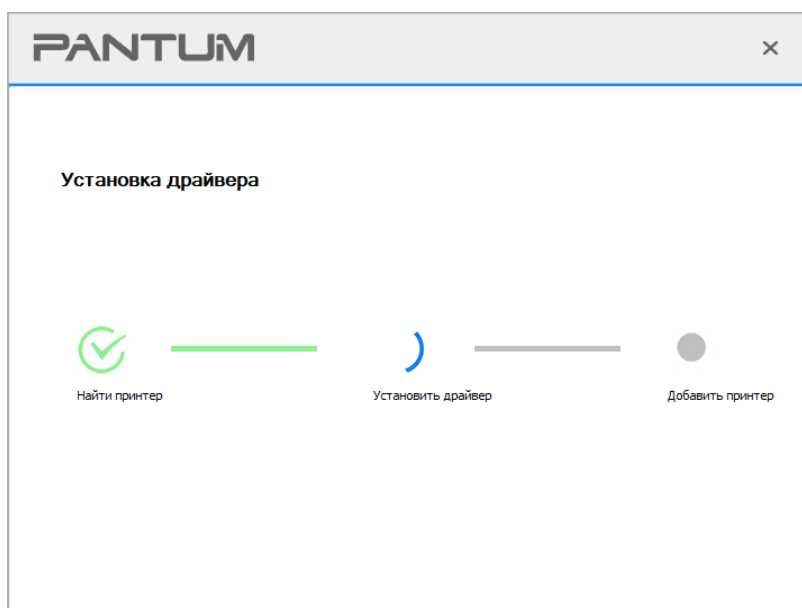 PANTUM
Установка драйвера
Найти принтер
Установить драйвер
Добавить принтер